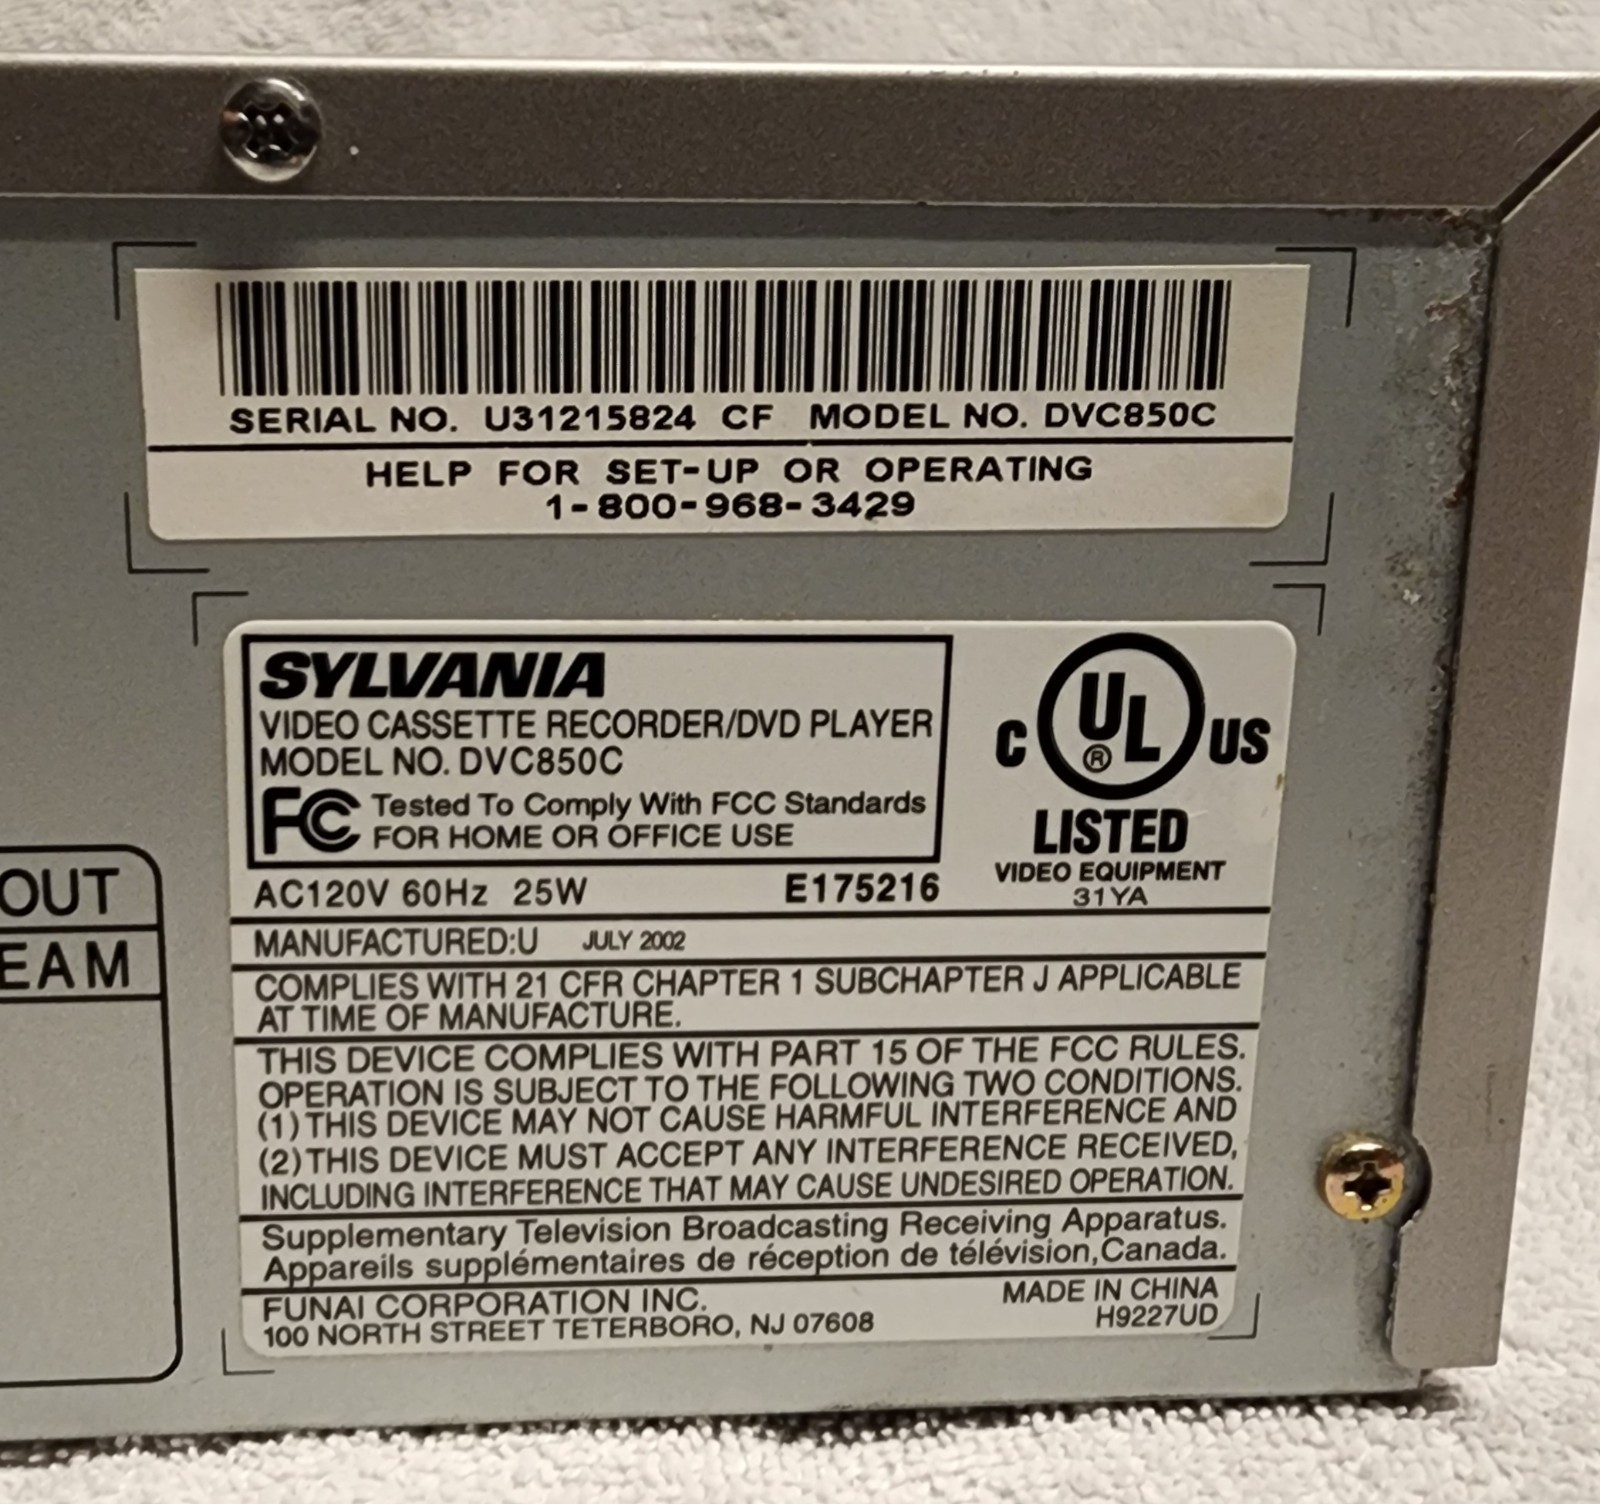 SERIAL NO. U31215824 CF MODEL NO. DVC850C
HELP FOR SET-UP OR OPERATING
1-800-968-3429
SYLVANIA
VIDEO CASSETTE RECORDER/DVD PLAYER
MODEL NO. DVC850C
FC Tested To Comply With FCC Standards
FOR HOME OR OFFICE USE
C UL ® US
LISTED
VIDEO EQUIPMENT
31YA
AC120V 60Hz 25W E175216
MANUFACTURED:U JULY 2002
COMPLIES WITH 21 CFR CHAPTER 1 SUBCHAPTER J APPLICABLE
AT TIME OF MANUFACTURE.
THIS DEVICE COMPLIES WITH PART 15 OF THE FCC RULES.
OPERATION IS SUBJECT TO THE FOLLOWING TWO CONDITIONS.
(1) THIS DEVICE MAY NOT CAUSE HARMFUL INTERFERENCE AND
(2) THIS DEVICE MUST ACCEPT ANY INTERFERENCE RECEIVED,
INCLUDING INTERFERENCE THAT MAY CAUSE UNDESIRED OPERATION.
Supplementary Television Broadcasting Receiving Apparatus.
Appareils supplémentaires de réception de télévision,Canada.
FUNAI CORPORATION INC.
100 NORTH STREET TETERBORO, NJ 07608
MADE IN CHINA
H9227UD
OUT
EAM